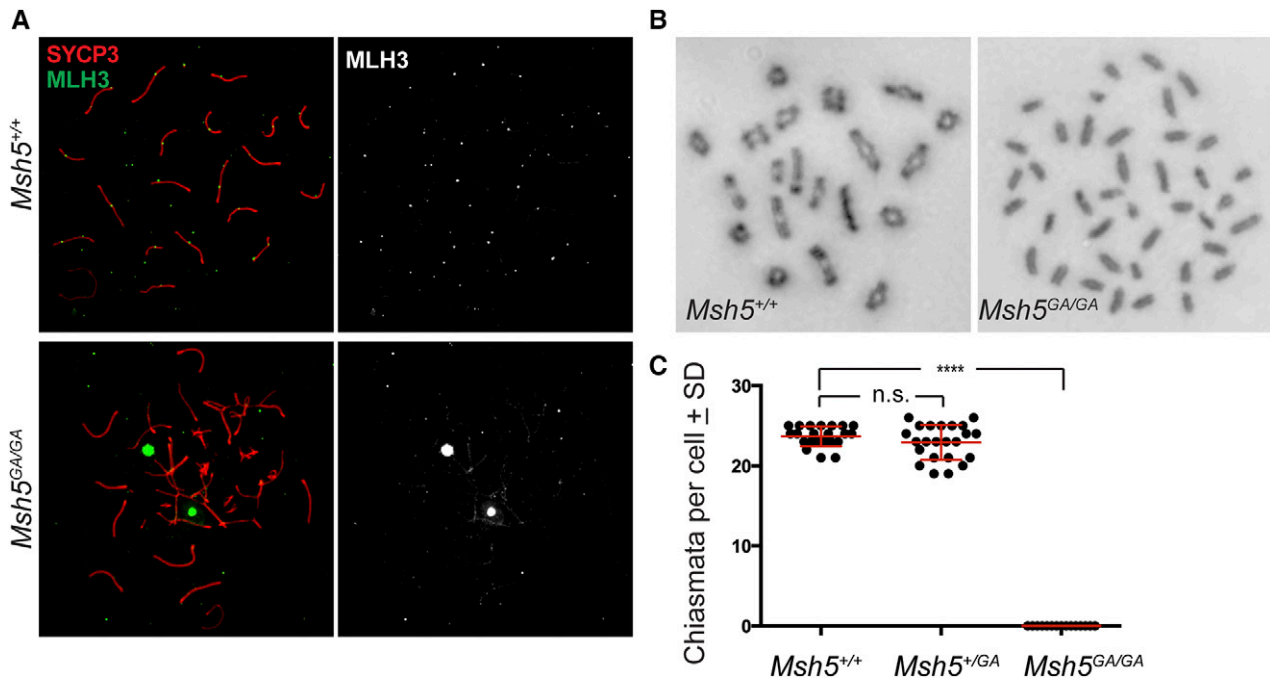 A
SYCP3
MLH3
MLH3
Msh5+/+
Msh5GA/GA
B
Msh5+/+
Msh5GA/GA
C
Chiasmata per cell ± SD
30
20
10
0
****
n.s.
Msh5+/+
Msh5+/GA
Msh5GA/GA